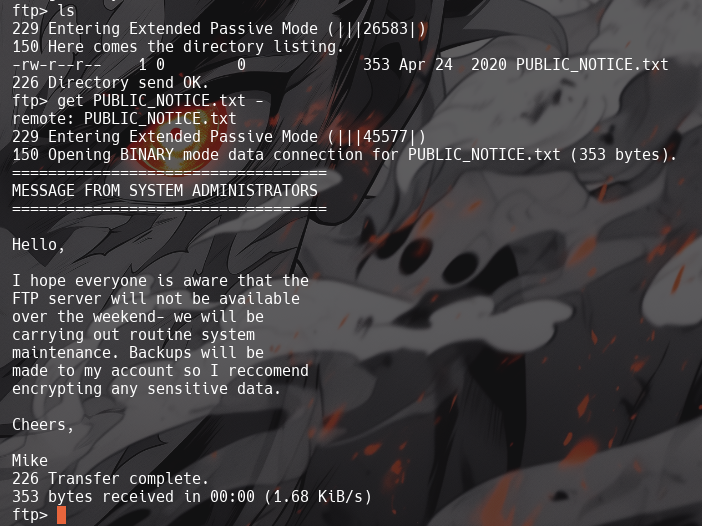 ftp> ls
229 Entering Extended Passive Mode (|||26583|)
150 Here comes the directory listing.
-rw-r--r--    1 0        0             353 Apr 24  2020 PUBLIC_NOTICE.txt
226 Directory send OK.
ftp> get PUBLIC_NOTICE.txt -
remote: PUBLIC_NOTICE.txt
229 Entering Extended Passive Mode (|||45577|)
150 Opening BINARY mode data connection for PUBLIC_NOTICE.txt (353 bytes).
===================================
MESSAGE FROM SYSTEM ADMINISTRATORS
===================================
Hello,
I hope everyone is aware that the
FTP server will not be available
over the weekend- we will be
carrying out routine system
maintenance. Backups will be
made to my account so I reccomend
encrypting any sensitive data.
Cheers,
Mike
226 Transfer complete.
353 bytes received in 00:00 (1.68 KiB/s)
ftp>